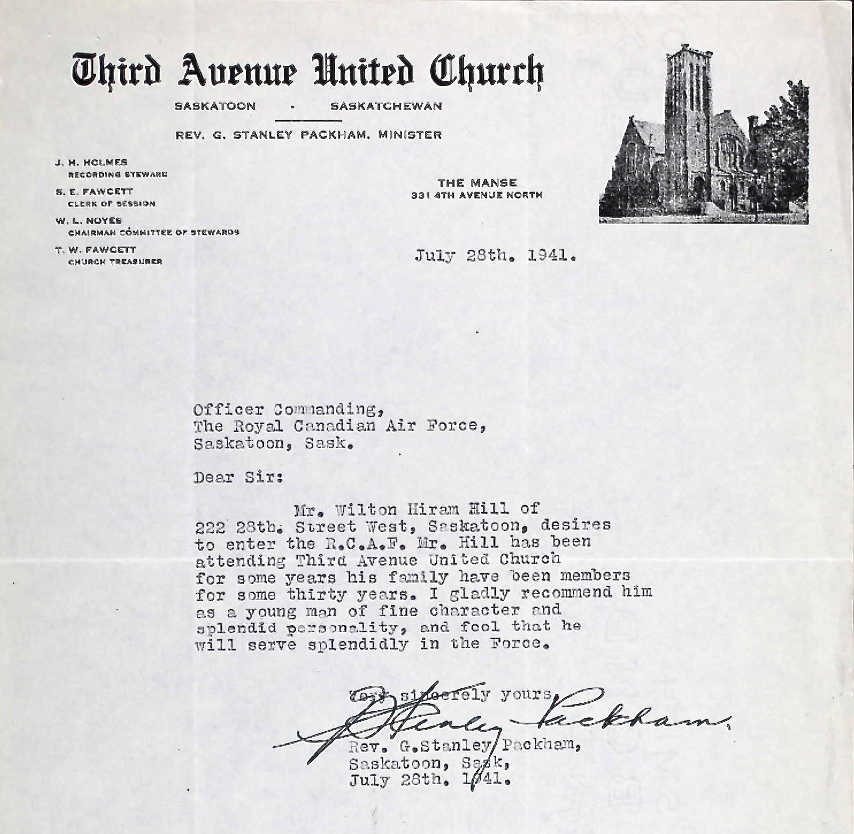 Third Avenue United Church
SASKATOON - SASKATCHEWAN
REV. G. STANLEY PACKHAM, MINISTER
J. H. HOLMES
RECORDING STEWARD
S. E. FAWCETT
CLERK OF SESSION
W. L. NOYES
CHAIRMAN COMMITTEE OF STEWARDS
T. W. FAWCETT
CHURCH TREASURER
THE MANSE
331 4TH AVENUE NORTH
July 28th. 1941.
Officer Commanding,
The Royal Canadian Air Force,
Saskatoon, Sask.
Dear Sir:
Mr. Wilton Hiram Hill of
222 28th. Street West, Saskatoon, desires
to enter the R.C.A.F. Mr. Hill has been
attending Third Avenue United Church
for some years his family have been members
for some thirty years. I gladly recommend him
as a young man of fine character and
splendid personality, and feel that he
will serve splendidly in the Force.
Very sincerely yours,
G Stanley Packham.
Rev. G.Stanley Packham,
Saskatoon, Sask,
July 28th. 1941.